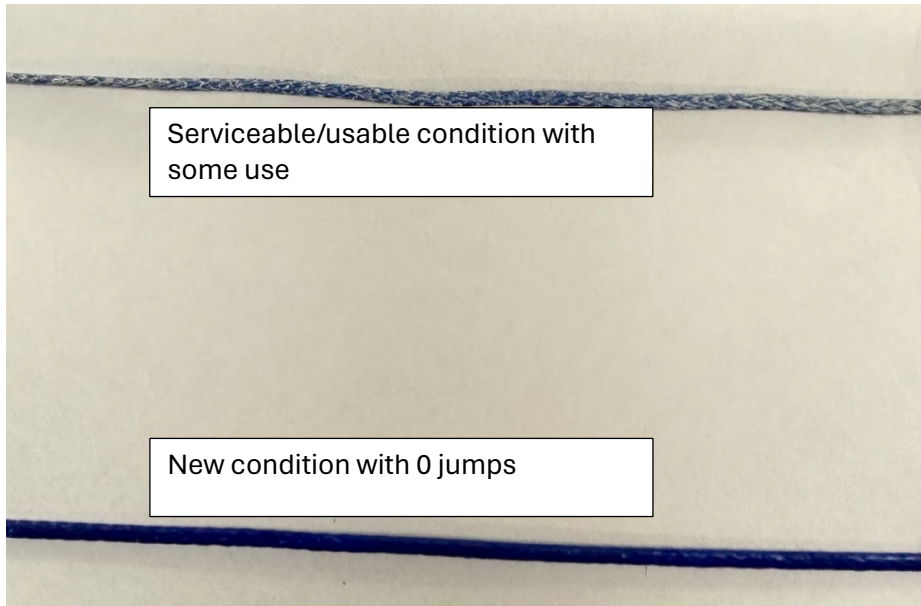 Serviceable/usable condition with
some use
New condition with 0 jumps